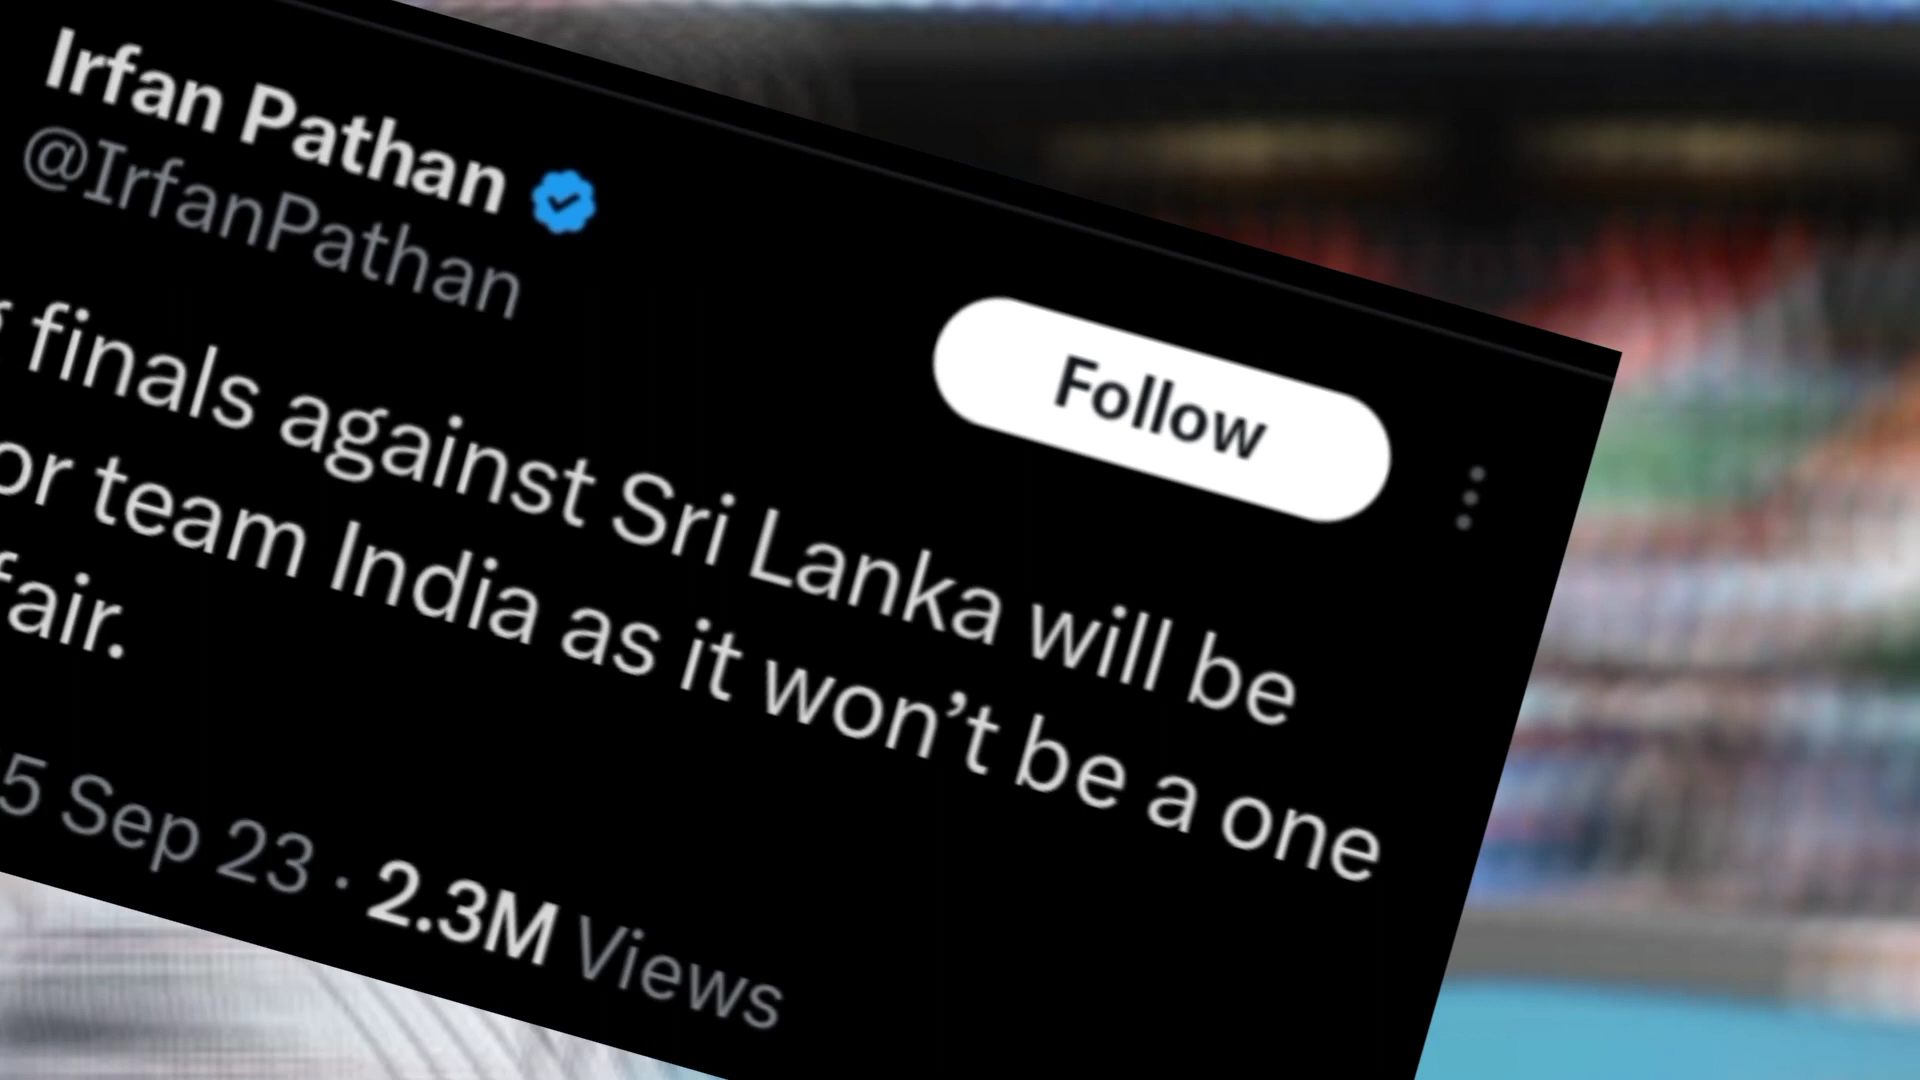 Irfan Pathan
@IrfanPathan
Follow
finals against Sri Lanka will be
or team India as it won’t be a one
fair.
5 Sep 23 · 2.3M Views